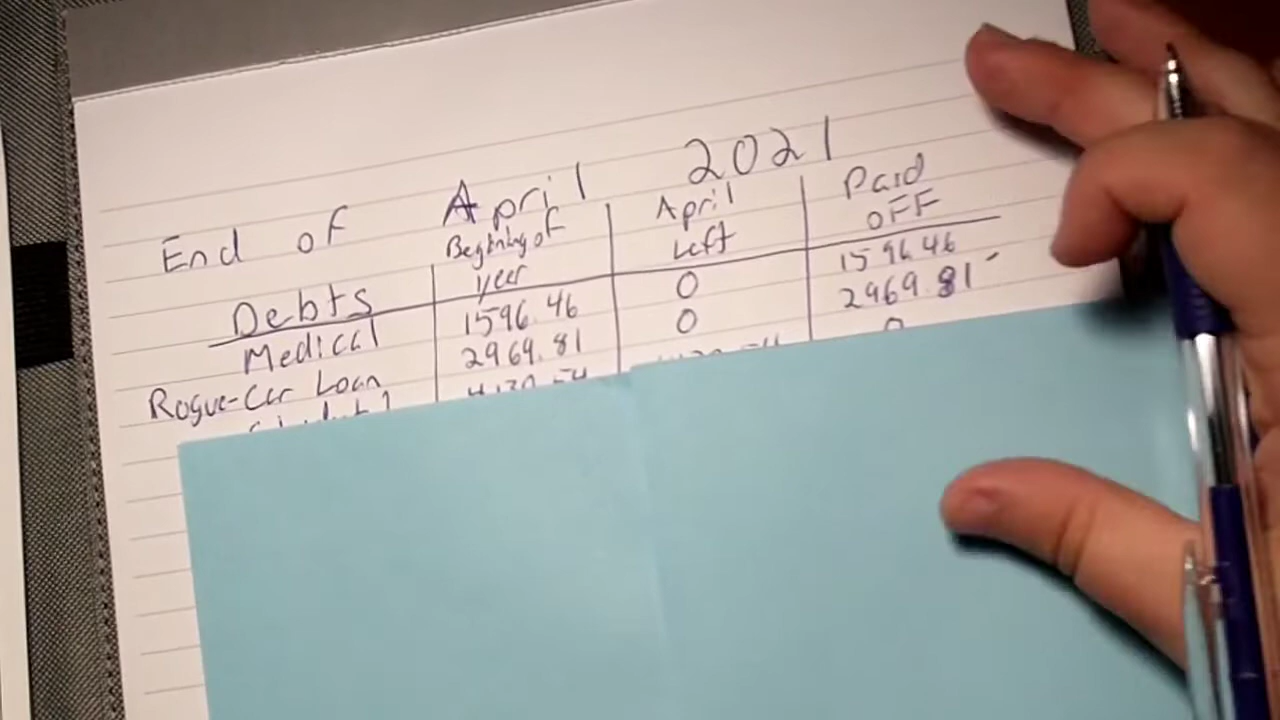 End of April 2021
Debts Beginning of year April Left Paid OFF
Medical 1596.46 0 1596.46
Rogue-Car Loan 2969.81 0 2969.81